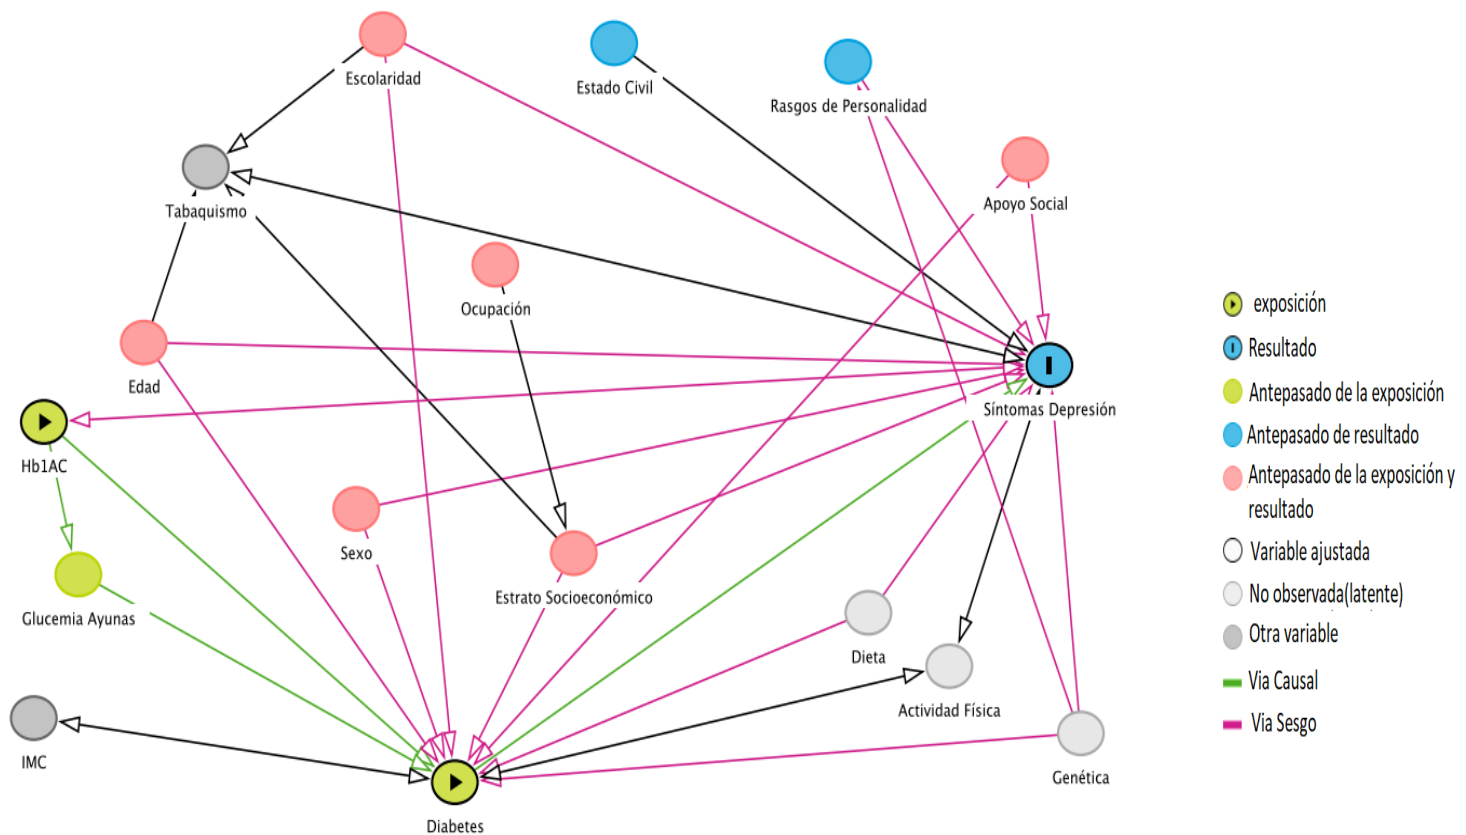 Escolaridad
Estado Civil
Rasgos de Personalidad
Apoyo Social
Tabaquismo
Ocupación
Edad
Síntomas Depresión
Hb1AC
Sexo
Estrato Socioeconómico
Glucemia Ayunas
Dieta
Actividad Física
IMC
Genética
Diabetes
exposición
Resultado
Antepasado de la exposición
Antepasado de resultado
Antepasado de la exposición y
resultado
Variable ajustada
No observada(latente)
Otra variable
Via Causal
Via Sesgo